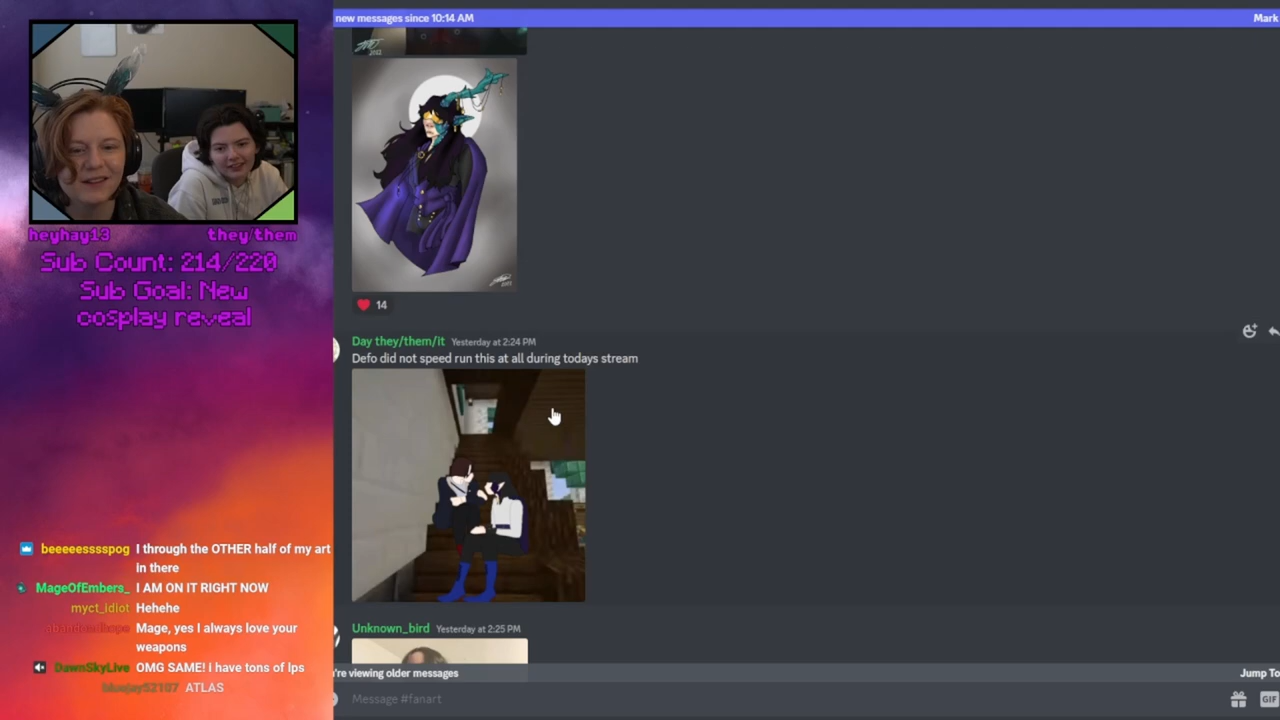 heyhay13
they/them
Sub Count: 214/220
Sub Goal: New
cosplay reveal
beeeeesssspog I through the OTHER half of my art
in there
MageOfEmbers_ I AM ON IT RIGHT NOW
myct_idiot Hehehe
Mage, yes I always love your
weapons
DawnSkyLive OMG SAME! i have tons of lps
bluejay52107 ATLAS
new messages since 10:14 AM
Mark
14
Day they/them/it Yesterday at 2:24 PM
Defo did not speed run this at all during todays stream
Unknown_bird Yesterday at 2:25 PM
're viewing older messages
Jump To
Message #fanart
GIF